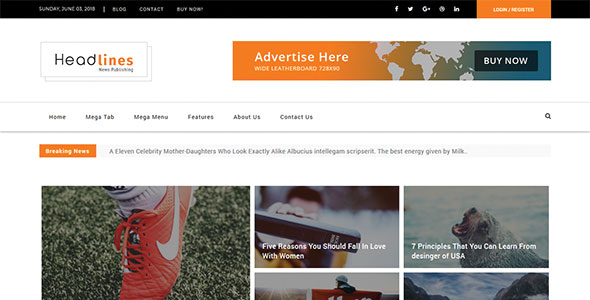 SUNDAY, JUNE 03, 2018 | BLOG CONTACT BUY NOW!
LOGIN / REGISTER
Headlines
News Publishing
Advertise Here
WIDE LEADERBOARD 728X90
BUY NOW
Home Mega Tab Mega Menu Features About Us Contact Us
Breaking News A Eleven Celebrity Mother-Daughters Who Look Exactly Alike Albucius intellegam scripserit. The best energy given by Milk..
Five Reasons You Should Fall In Love
With Women
7 Principles That You Can Learn From
desinger of USA